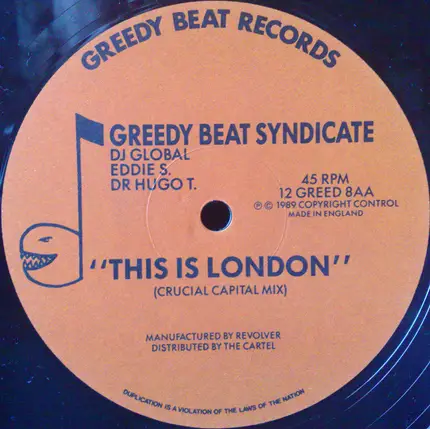 GREEDY BEAT RECORDS
GREEDY BEAT SYNDICATE
DJ GLOBAL
EDDIE S.
DR HUGO T.
45 RPM
12 GREED 8AA
℗ © 1989 COPYRIGHT CONTROL
MADE IN ENGLAND
"THIS IS LONDON"
(CRUCIAL CAPITAL MIX)
MANUFACTURED BY REVOLVER
DISTRIBUTED BY THE CARTEL
DUPLICATION IS A VIOLATION OF THE LAWS OF THE NATION